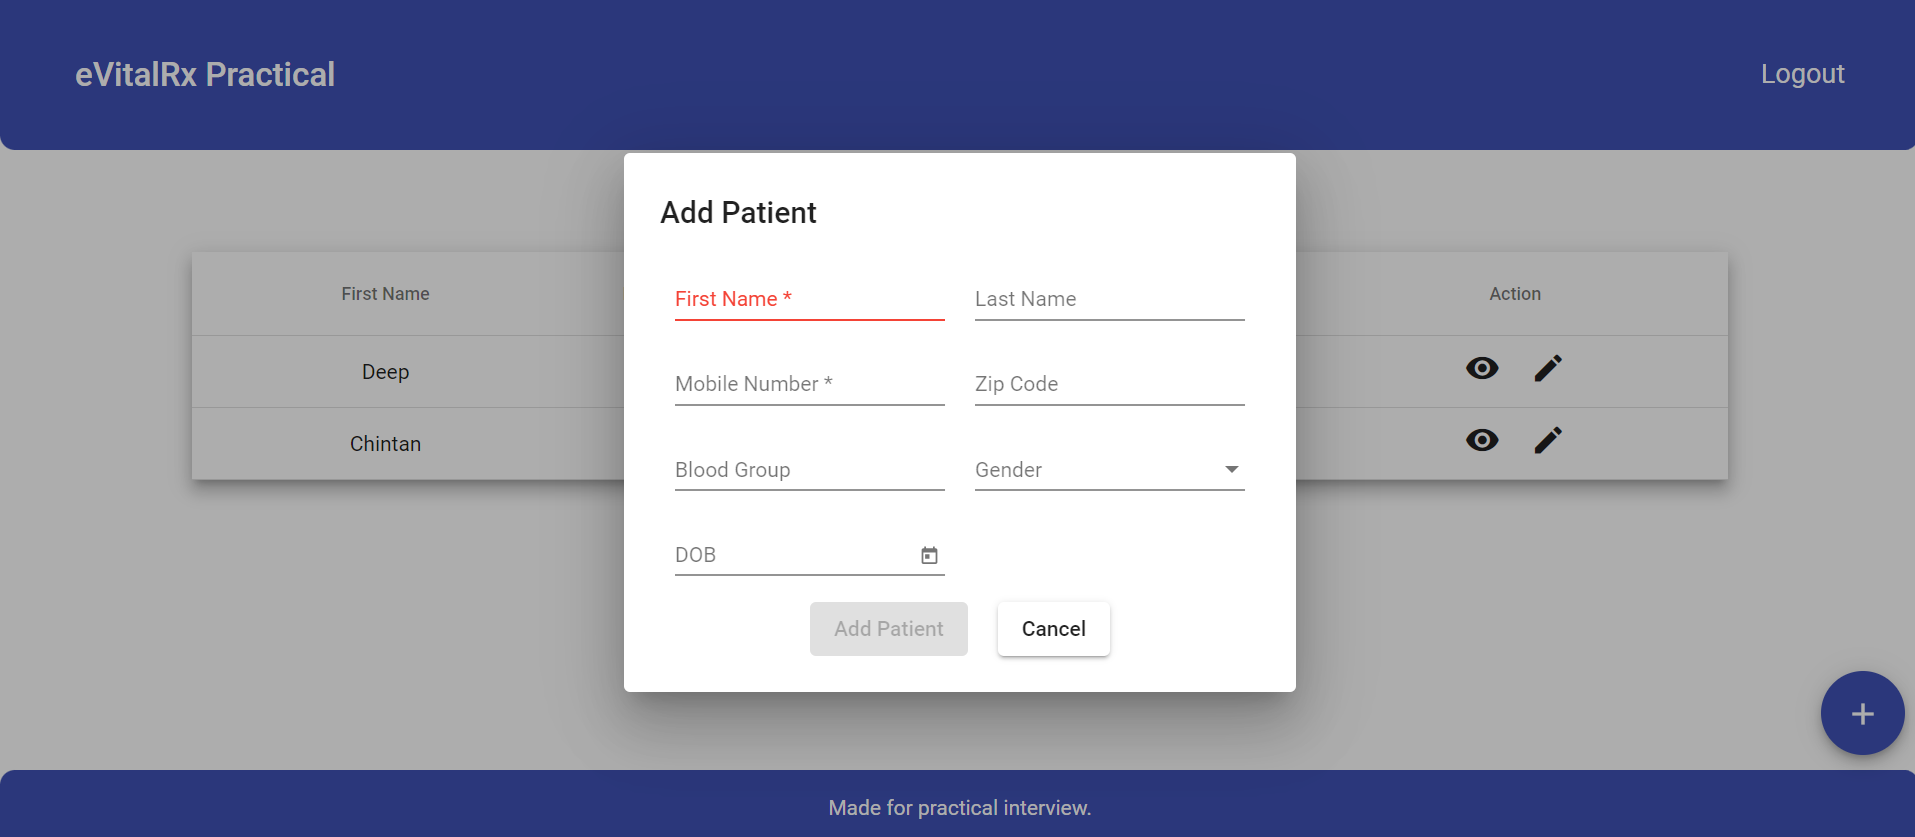 eVitalRx Practical
Logout
Add Patient
First Name *
Last Name
Mobile Number *
Zip Code
Blood Group
Gender
DOB
Add Patient
Cancel
First Name
Action
Deep
Chintan
Made for practical interview.